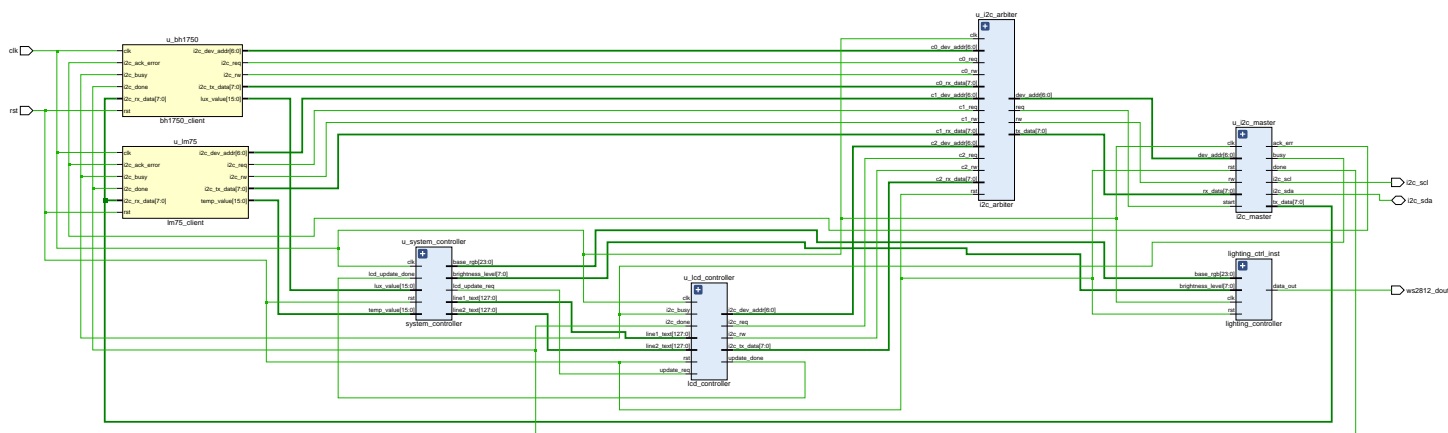 clk
rst
u_bh1750
clk
i2c_ack_error
i2c_busy
i2c_done
i2c_rx_data[7:0]
rst
i2c_dev_addr[6:0]
i2c_req
i2c_rw
i2c_tx_data[7:0]
lux_value[15:0]
bh1750_client
u_lm75
clk
i2c_ack_error
i2c_busy
i2c_done
i2c_rx_data[7:0]
rst
i2c_dev_addr[6:0]
i2c_req
i2c_rw
i2c_tx_data[7:0]
temp_value[15:0]
lm75_client
u_system_controller
clk
lcd_update_done
lux_value[15:0]
rst
temp_value[15:0]
base_rgb[23:0]
brightness_level[7:0]
lcd_update_req
line1_text[127:0]
line2_text[127:0]
system_controller
u_lcd_controller
clk
i2c_busy
i2c_done
line1_text[127:0]
line2_text[127:0]
rst
update_req
i2c_dev_addr[6:0]
i2c_req
i2c_rw
i2c_tx_data[7:0]
update_done
lcd_controller
u_i2c_arbiter
clk
c0_dev_addr[6:0]
c0_req
c0_rw
c0_rx_data[7:0]
c1_dev_addr[6:0]
c1_req
c1_rw
c1_rx_data[7:0]
c2_dev_addr[6:0]
c2_req
c2_rw
c2_rx_data[7:0]
rst
dev_addr[6:0]
req
rw
tx_data[7:0]
i2c_arbiter
u_i2c_master
clk
dev_addr[6:0]
rst
rw
rx_data[7:0]
start
ack_err
busy
done
i2c_scl
i2c_sda
tx_data[7:0]
i2c_master
lighting_ctrl_inst
base_rgb[23:0]
brightness_level[7:0]
clk
rst
data_out
lighting_controller
i2c_scl
i2c_sda
ws2812_dout